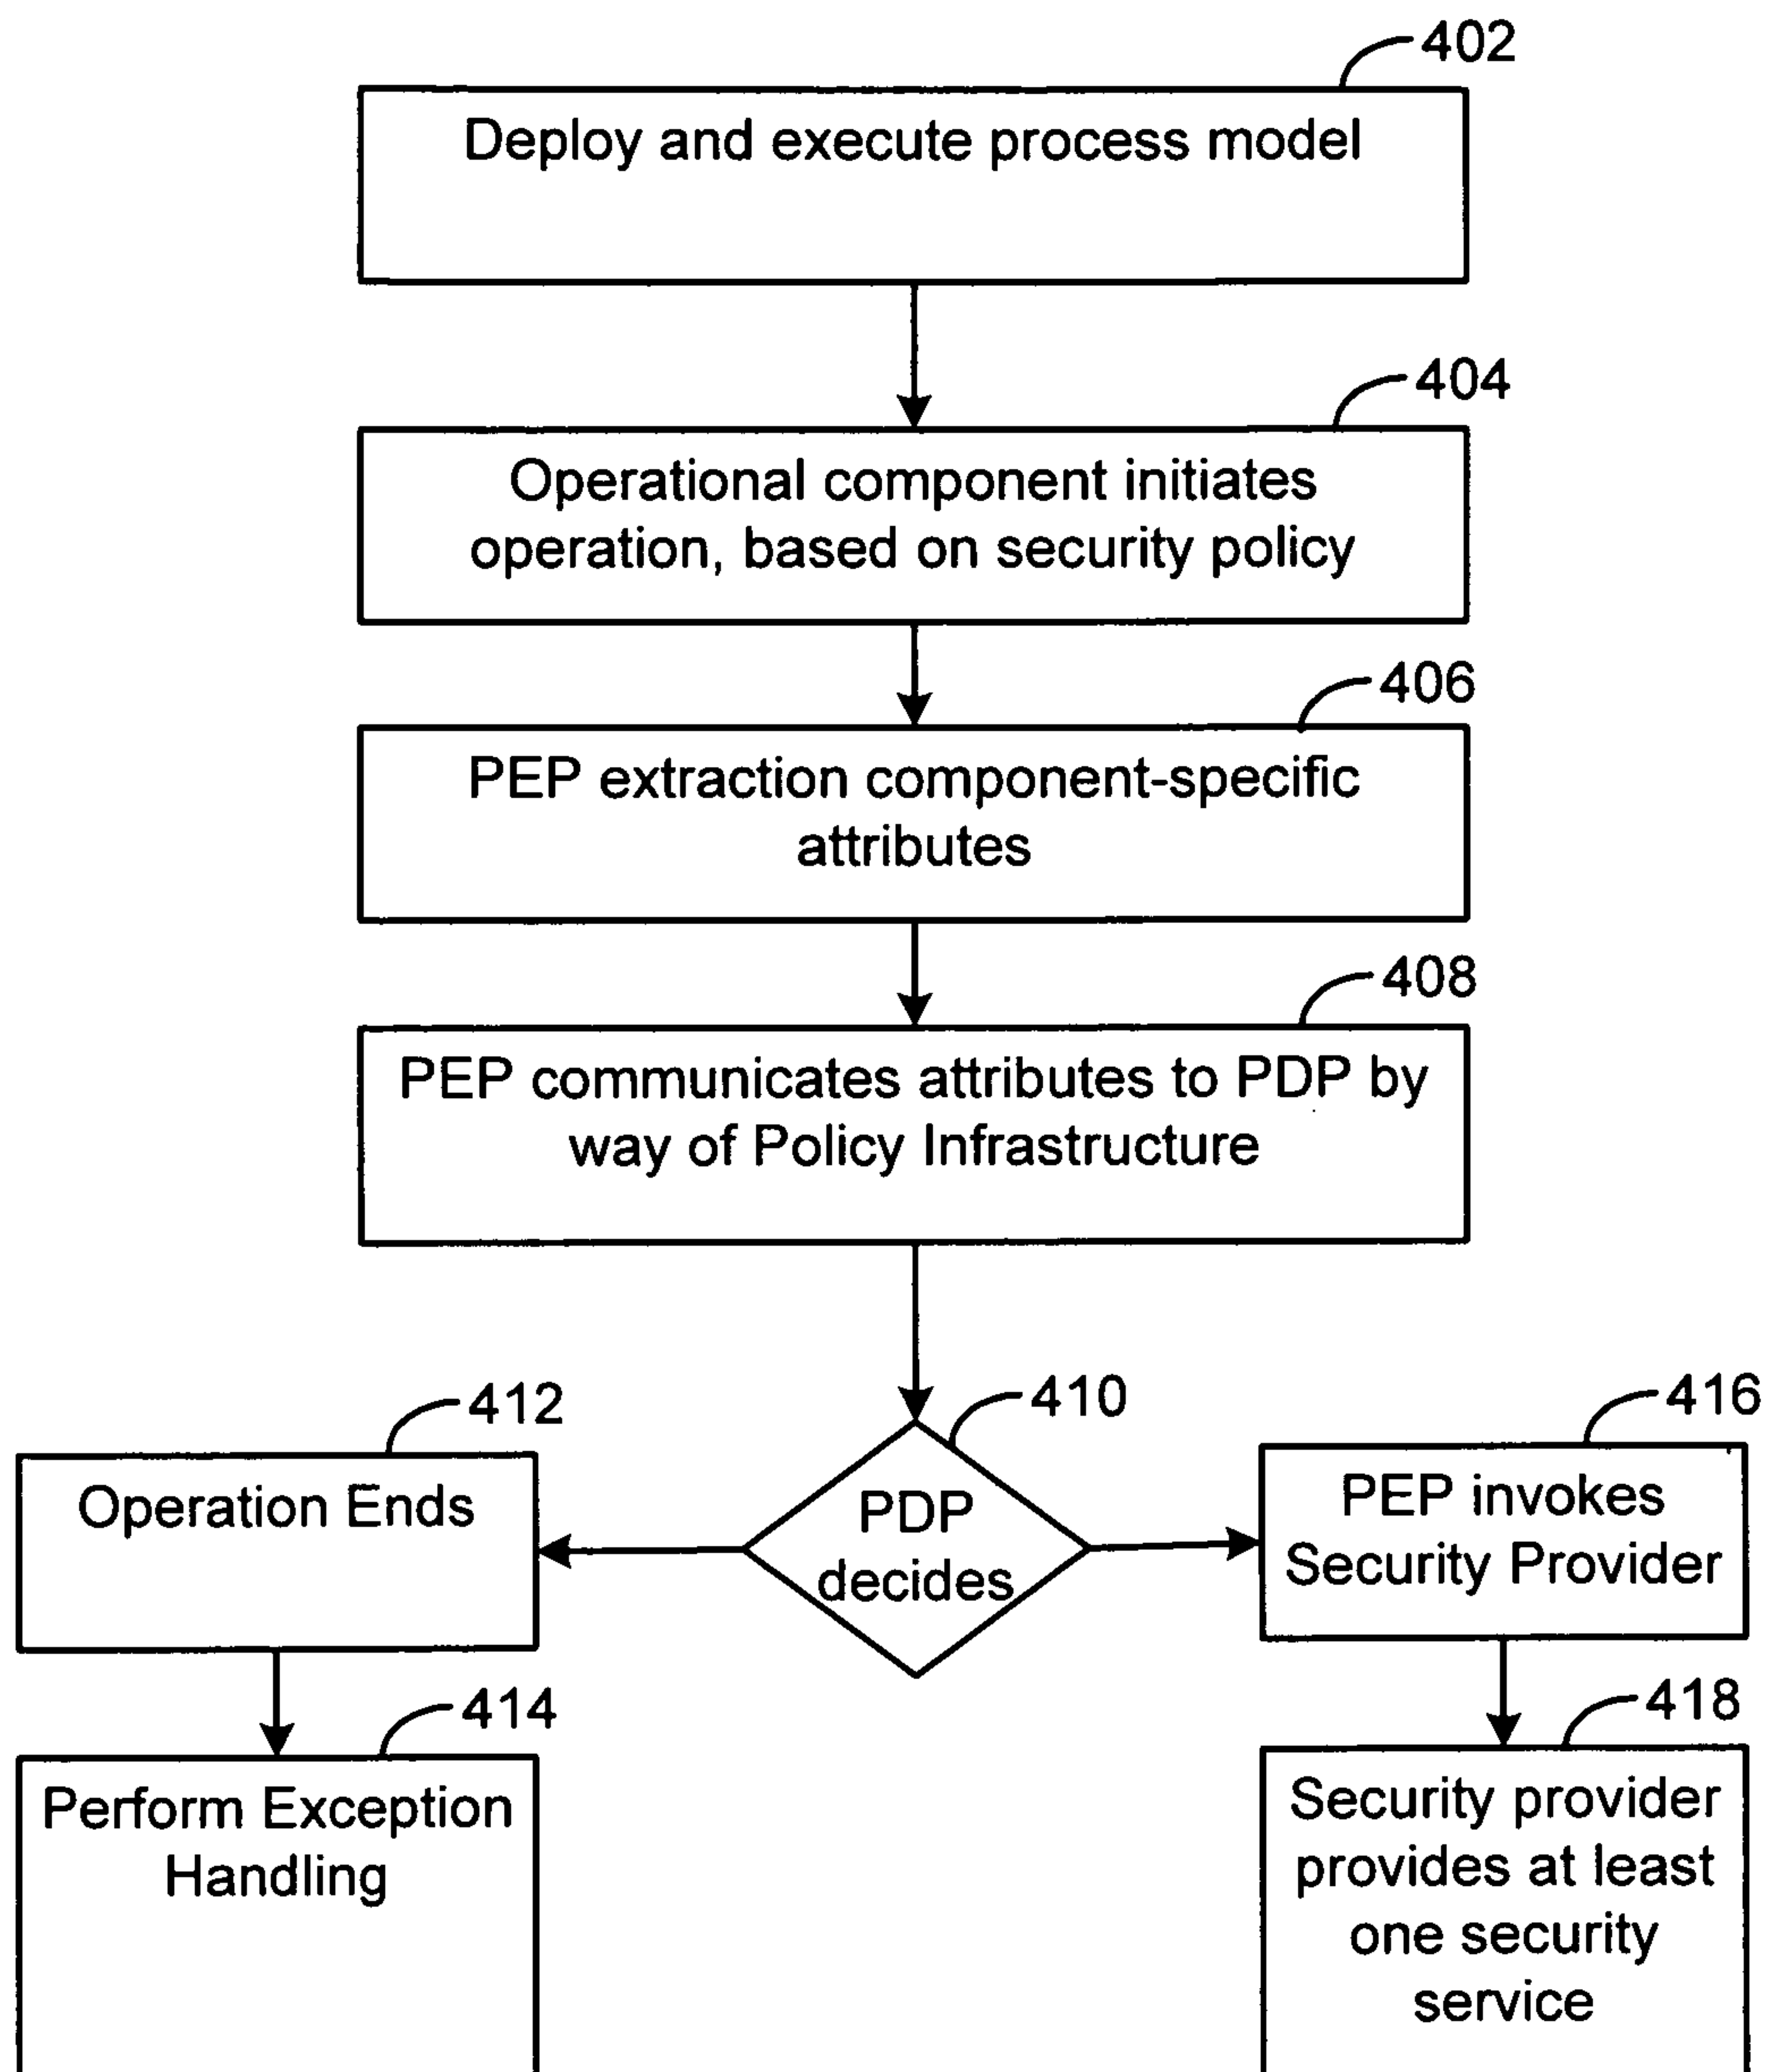 402
Deploy and execute process model
404
Operational component initiates
operation, based on security policy
406
PEP extraction component-specific
attributes
408
PEP communicates attributes to PDP by
way of Policy Infrastructure
412
410
416
Operation Ends
PDP
decides
PEP invokes
Security Provider
414
418
Perform Exception
Handling
Security provider
provides at least
one security
service